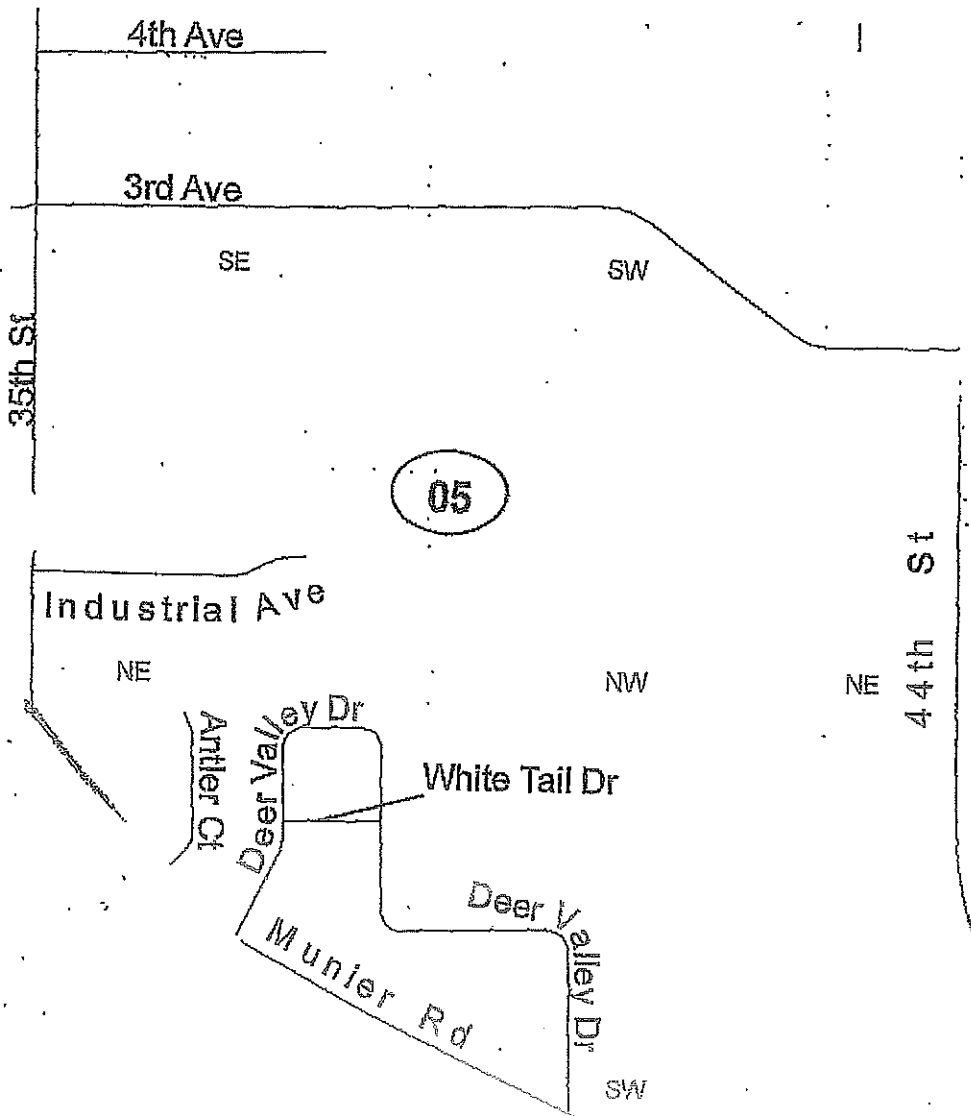 4th Ave
3rd Ave
SE
SW
35th St
05
Industrial Ave
44th St
NE
NW
NE
Antler Ct
Deer Valley Dr
White Tail Dr
Deer Valley Dr
Munier Rd
SW